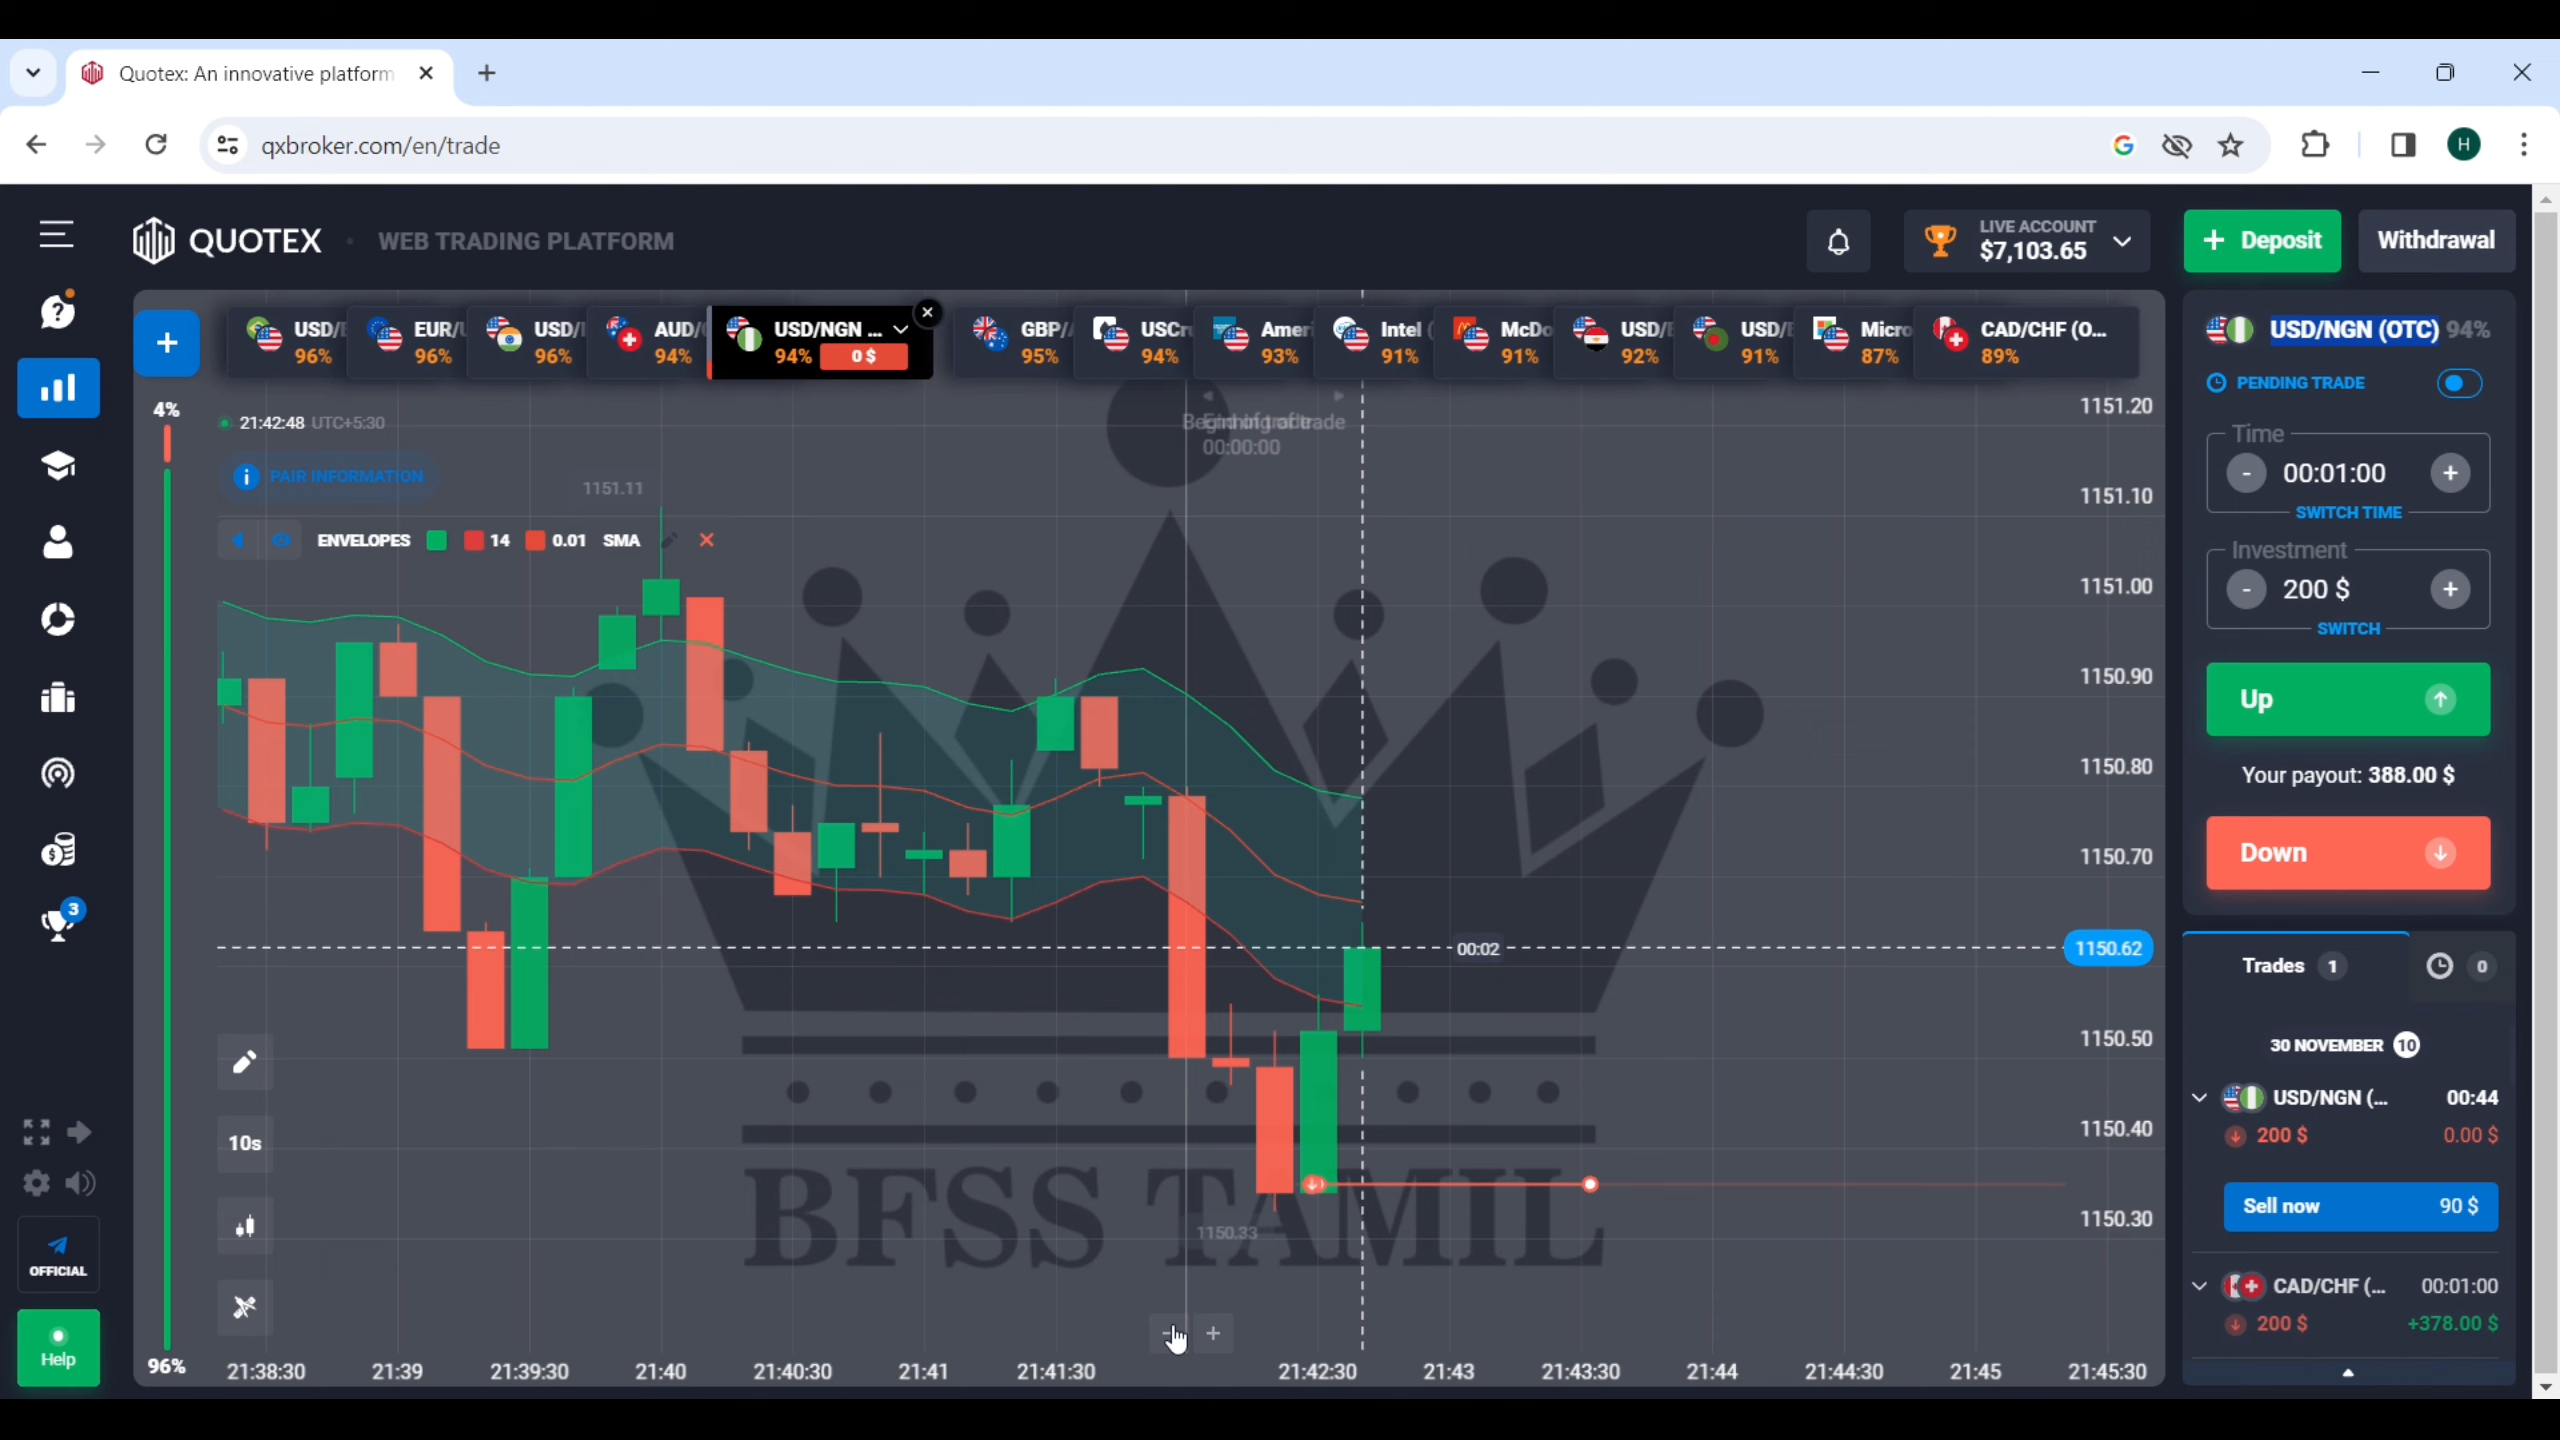 Quotex: An innovative platform
qxbroker.com/en/trade
H
QUOTEX
WEB TRADING PLATFORM
LIVE ACCOUNT
$7,103.65
+ Deposit
Withdrawal
+
USD/
96%
EUR/
96%
USD/
96%
AUD/
94%
USD/NGN ...
94%
0 $
GBP/
95%
USCr
94%
Ameri
93%
Intel (
91%
McDo
91%
USD/
92%
USD/
91%
Micro
87%
CAD/CHF (O...
89%
4%
21:42:48 UTC+5:30
PAIR INFORMATION
1151.11
ENVELOPES 14 0.01 SMA
00:00:00
1151.20
1151.10
1151.00
1150.90
1150.80
1150.70
1150.62
1150.50
1150.40
1150.30
00:02
1150.33
10s
BFSS TAMIL
96%
21:38:30
21:39
21:39:30
21:40
21:40:30
21:41
21:41:30
21:42:30
21:43
21:43:30
21:44
21:44:30
21:45
21:45:30
3
OFFICIAL
Help
USD/NGN (OTC) 94%
PENDING TRADE
Time
- 00:01:00 +
SWITCH TIME
Investment
- 200 $ +
SWITCH
Up
Your payout: 388.00 $
Down
Trades 1
0
30 NOVEMBER 10
USD/NGN (... 00:44
200 $ 0.00 $
Sell now 90 $
CAD/CHF (... 00:01:00
200 $ +378.00 $